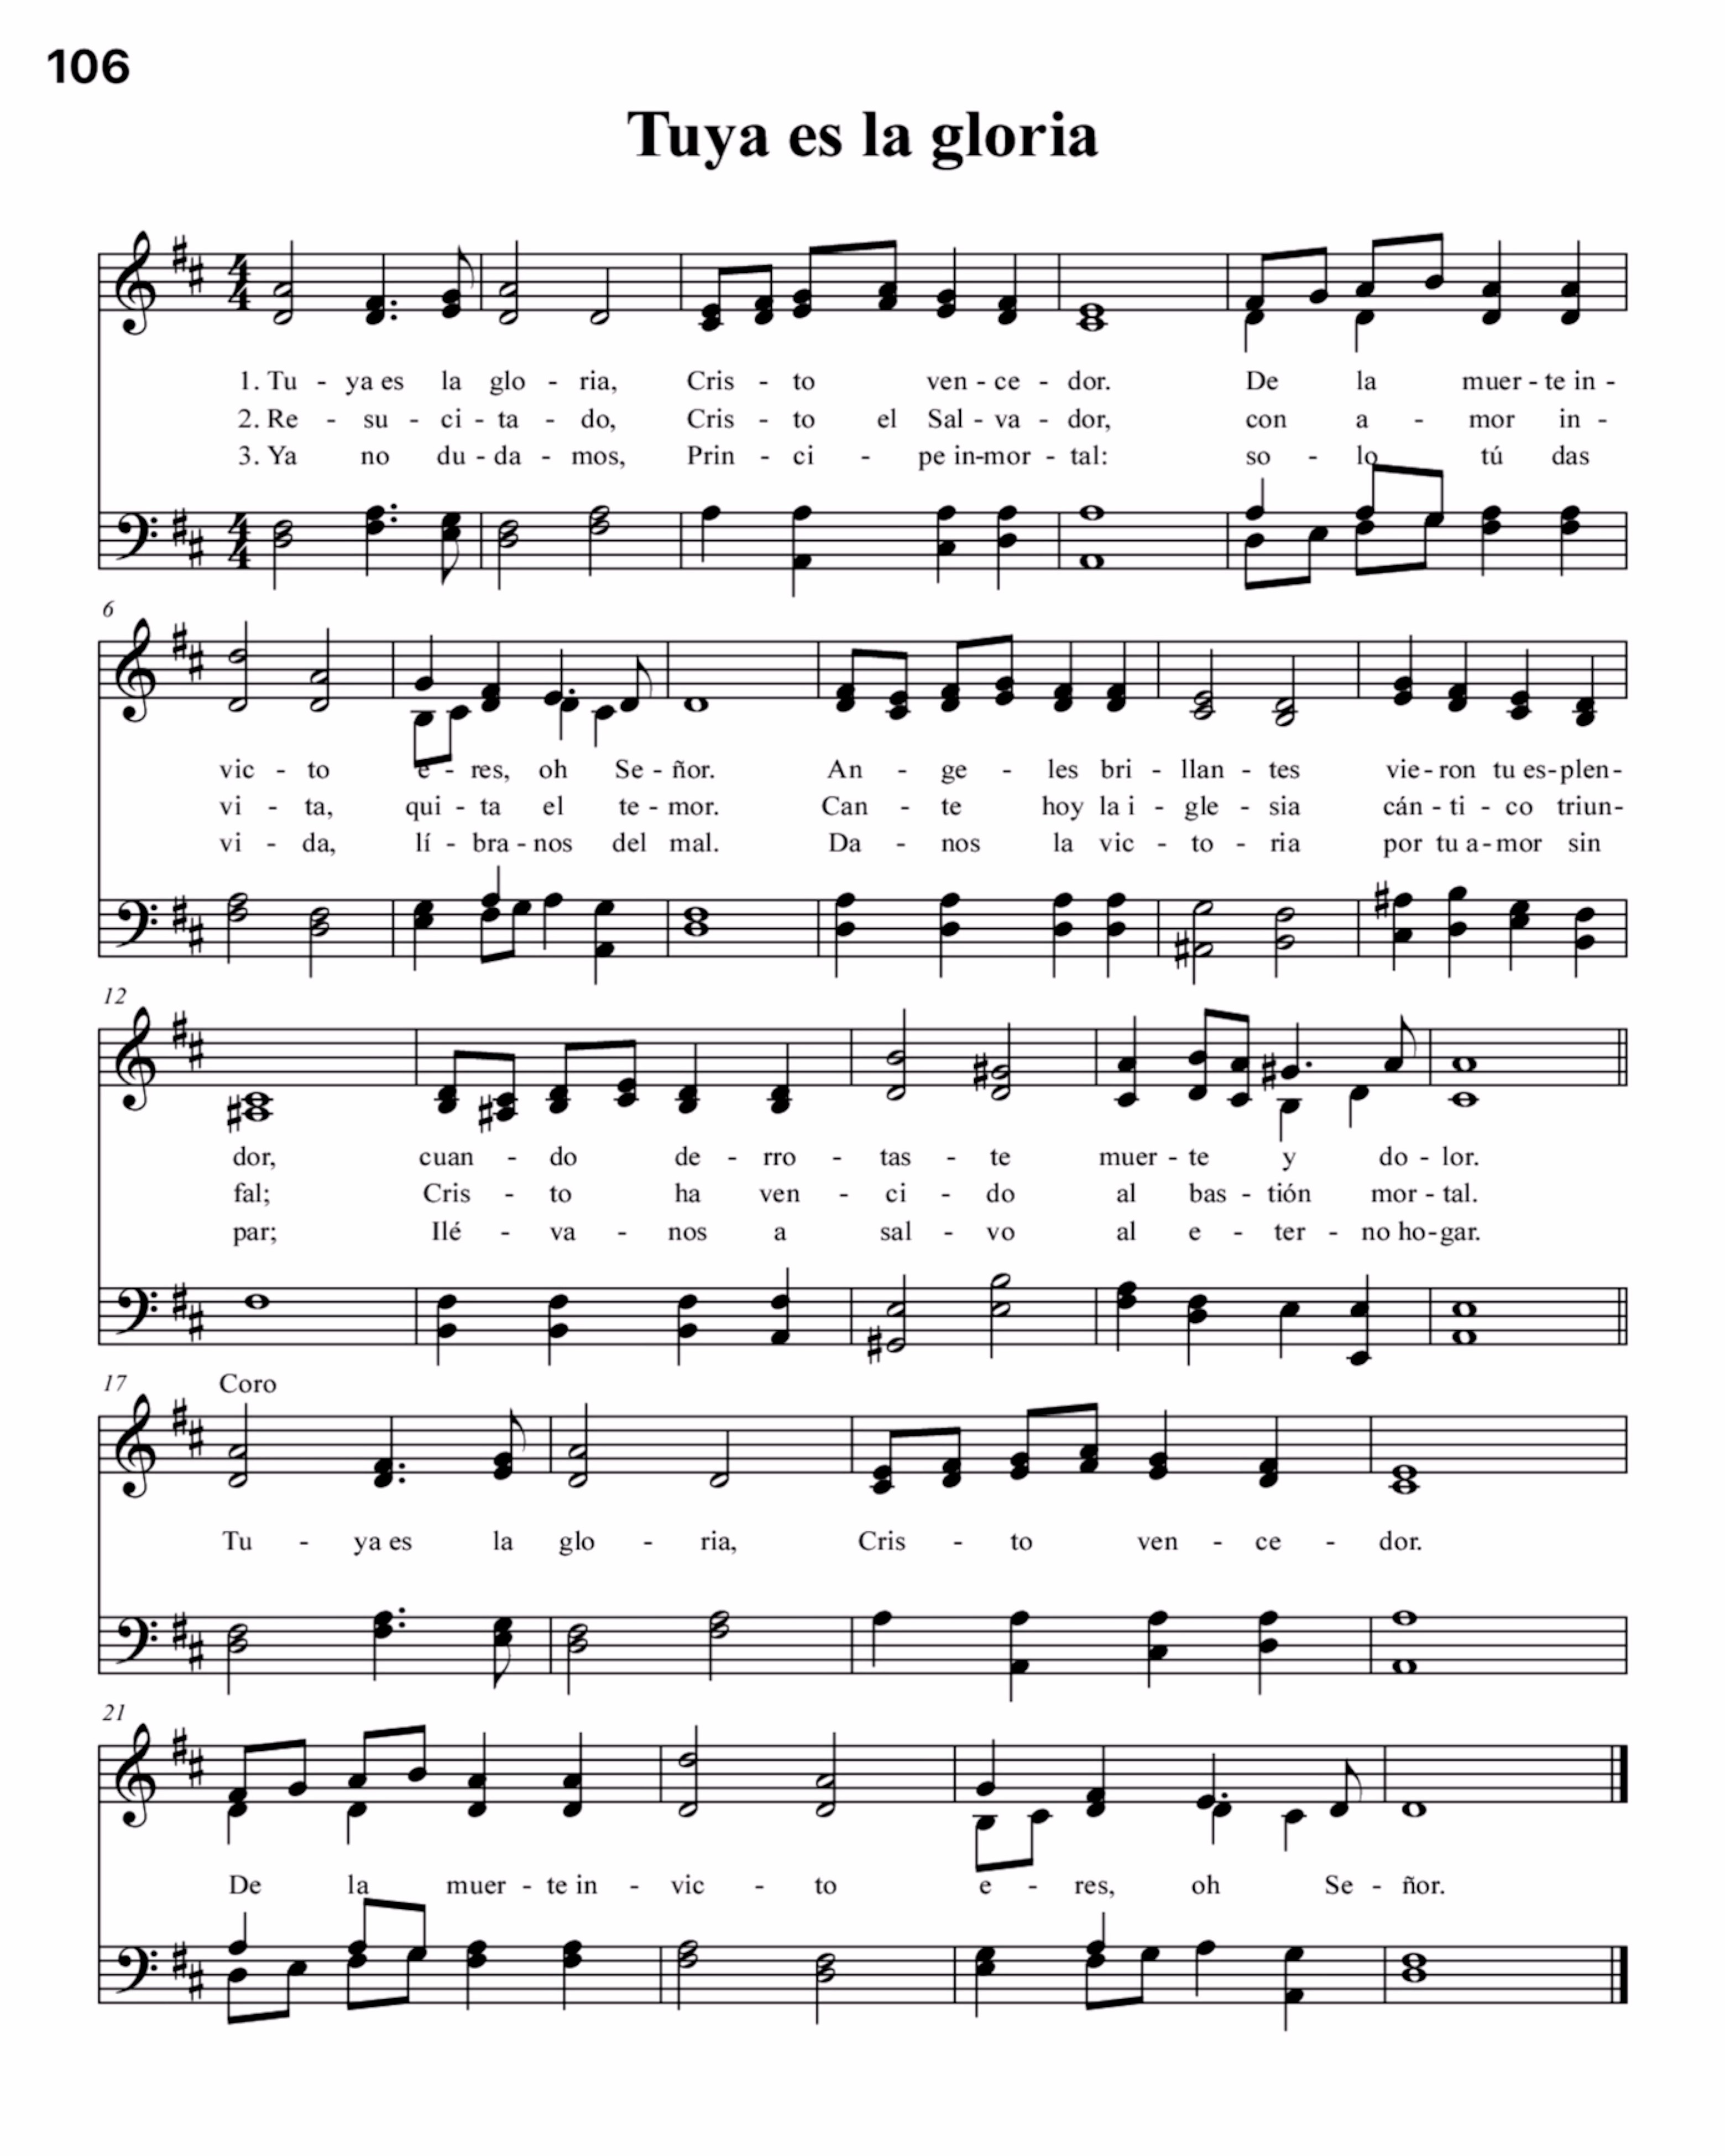 106
Tuya es la gloria
1. Tu - ya es la glo - ria, Cris - to ven - ce - dor. De la muer - te in -
2. Re - su - ci - ta - do, Cris - to el Sal - va - dor, con a - mor in -
3. Ya no du - da - mos, Prin - ci - pe in-mor - tal: so - lo tú das
6
vic - to e - res, oh Se - ñor. An - ge - les bri - llan - tes vie - ron tu es - plen -
vi - ta, qui - ta el te - mor. Can - te hoy la i - gle - sia cán - ti - co triun -
vi - da, lí - bra - nos del mal. Da - nos la vic - to - ria por tu a - mor sin
12
dor, cuan - do de - rro - tas - te muer - te y do - lor.
fal; Cris - to ha ven - ci - do al bas - tión mor - tal.
par; Ilé - va - nos a sal - vo al e - ter - no ho - gar.
17 Coro
Tu - ya es la glo - ria, Cris - to ven - ce - dor.
21
De la muer - te in - vic - to e - res, oh Se - ñor.